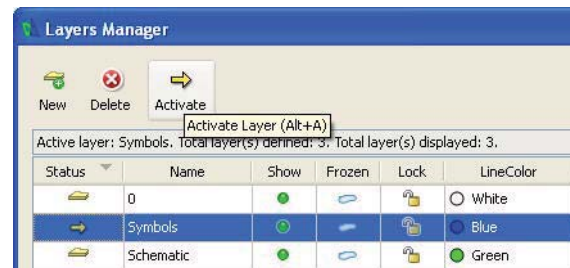 Layers Manager
New Delete Activate
Activate Layer (Alt+A)
Active layer: Symbols. Total layer(s) defined: 3. Total layer(s) displayed: 3.
Status Name Show Frozen Lock LineColor
0 White
Symbols Blue
Schematic Green